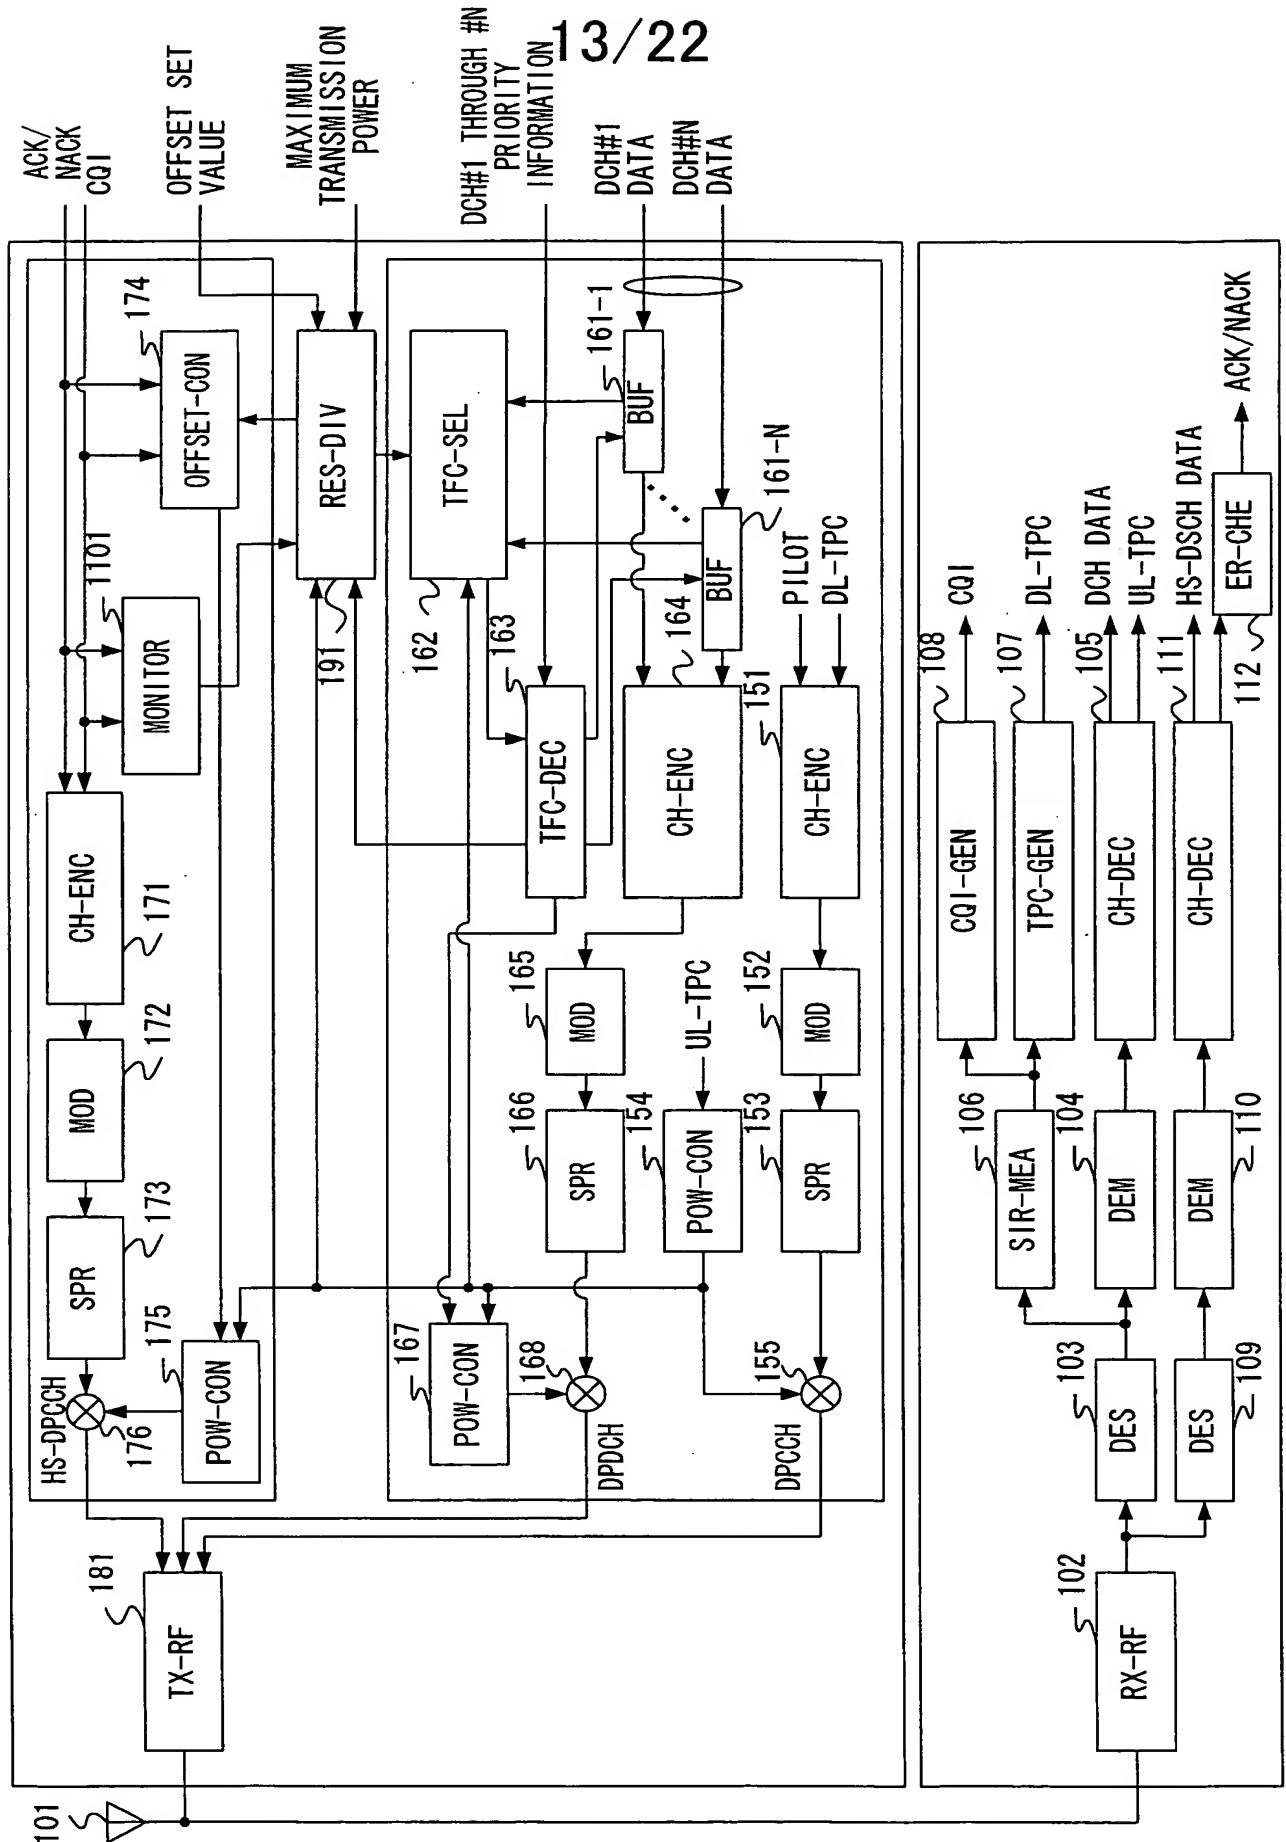 13/22
ACK/
NACK
CQI
OFFSET SET
VALUE
MAXIMUM
TRANSMISSION
POWER
DCH#1 THROUGH #N
PRIORITY
INFORMATION
DCH#1
DATA
DCH#N
DATA
174
OFFSET-CON
1101
MONITOR
CH-ENC
171
MOD
172
SPR
173
HS-DPCCH
176
POW-CON
175
RES-DIV
191
TFC-SEL
162
163
TFC-DEC
BUF
161-1
BUF
161-N
164
CH-ENC
PILOT
DL-TPC
151
CH-ENC
165
MOD
166
SPR
UL-TPC
154
POW-CON
152
MOD
153
SPR
167
POW-CON
168
DPDCH
155
DPCCH
181
TX-RF
101
102
RX-RF
103
DES
DES
109
106
SIR-MEA
104
DEM
DEM
110
108
CQI-GEN
CQI
107
TPC-GEN
DL-TPC
105
CH-DEC
DCH DATA
UL-TPC
111
CH-DEC
HS-DSCH DATA
ER-CHE
112
ACK/NACK